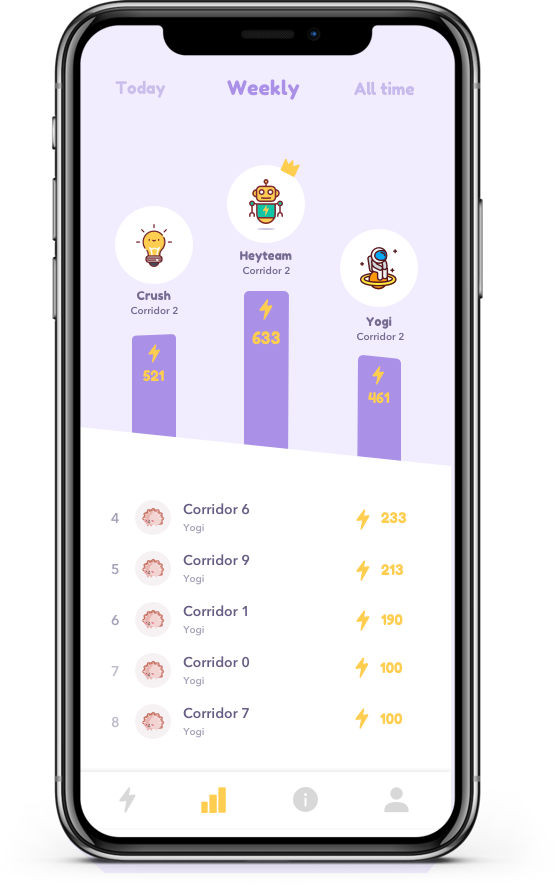 Today
Weekly
All time
Heyteam
Corridor 2
Crush
Corridor 2
Yogi
Corridor 2
633
521
461
4
Corridor 6
Yogi
233
5
Corridor 9
Yogi
213
6
Corridor 1
Yogi
190
7
Corridor 0
Yogi
100
8
Corridor 7
Yogi
100